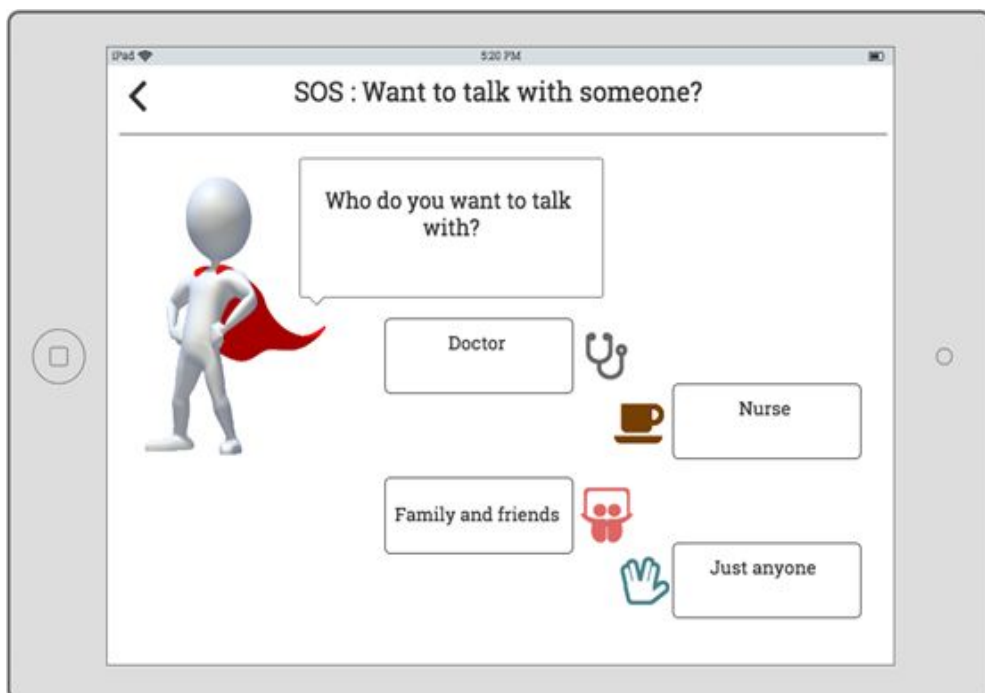 iPad 5:20 PM
SOS : Want to talk with someone?
Who do you want to talk
with?
Doctor
Nurse
Family and friends
Just anyone